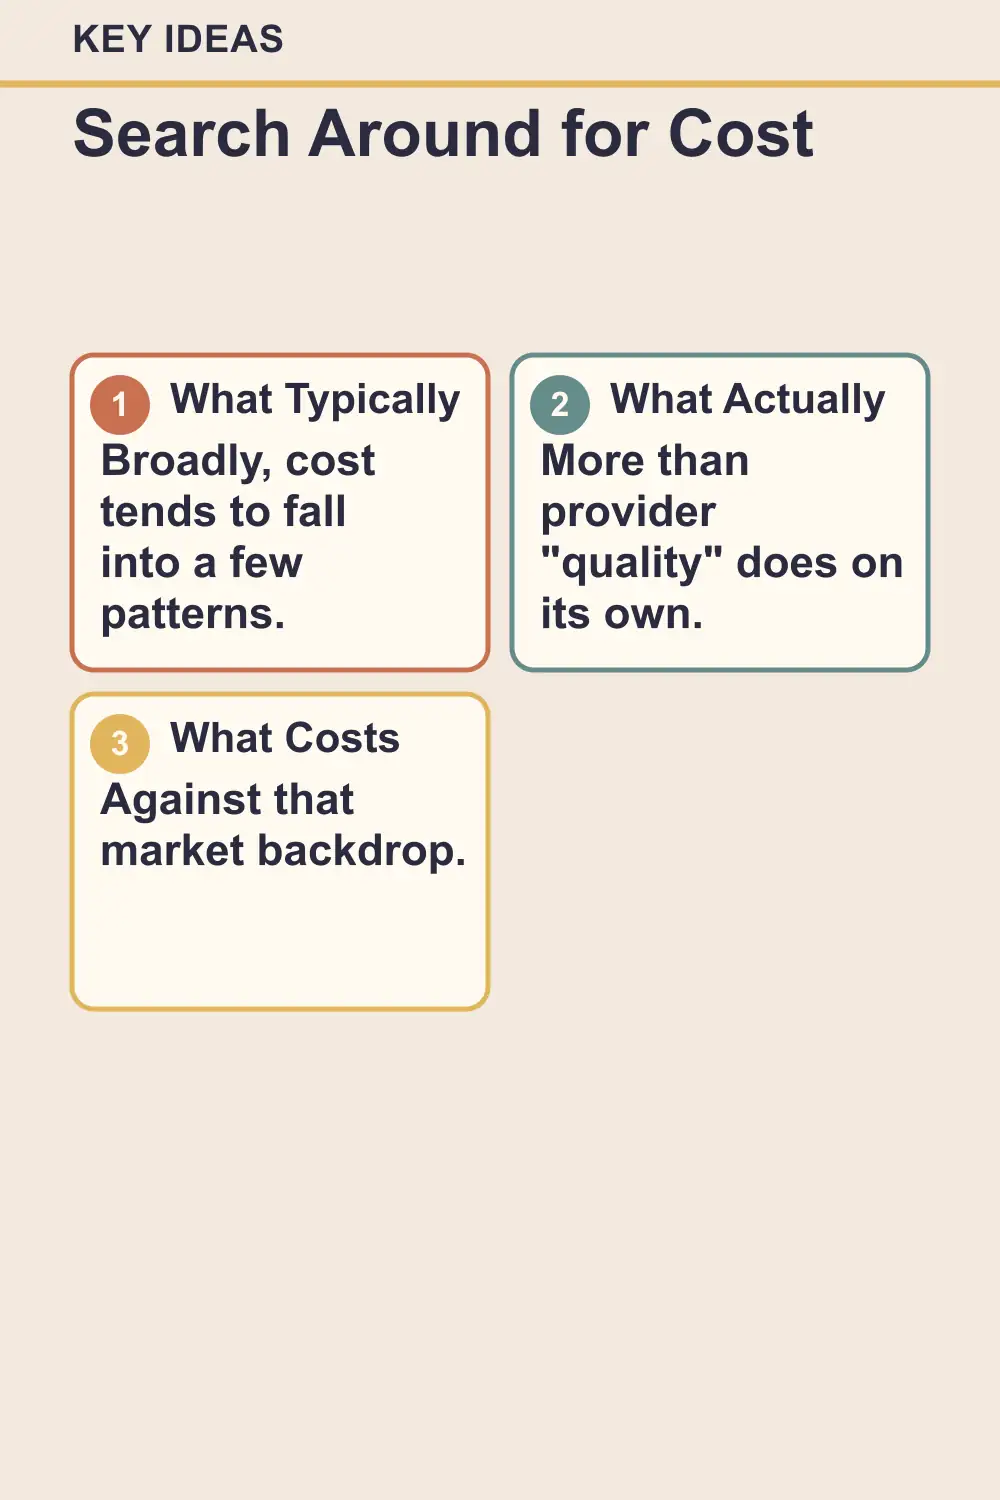 KEY IDEAS
Search Around for Cost
1 What Typically
Broadly, cost
tends to fall
into a few
patterns.
2 What Actually
More than
provider
"quality" does on
its own.
3 What Costs
Against that
market backdrop.